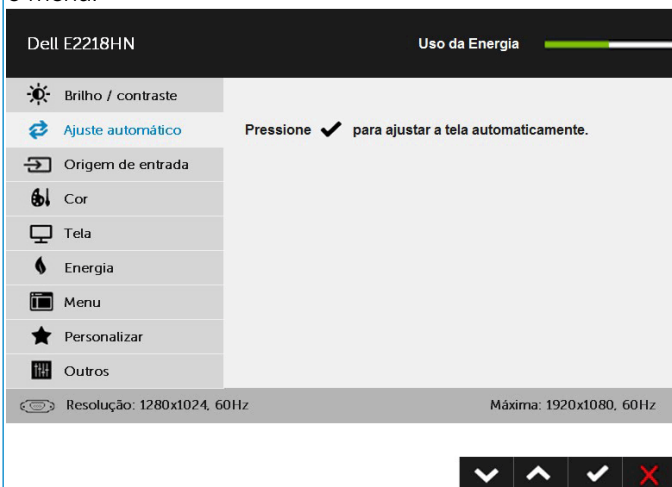 o menu.
Dell E2218HN
Uso da Energia
Brilho / contraste
Ajuste automático
Pressione ✔ para ajustar a tela automaticamente.
Origem de entrada
Cor
Tela
Energia
Menu
Personalizar
Outros
Resolução: 1280x1024, 60Hz
Máxima: 1920x1080, 60Hz